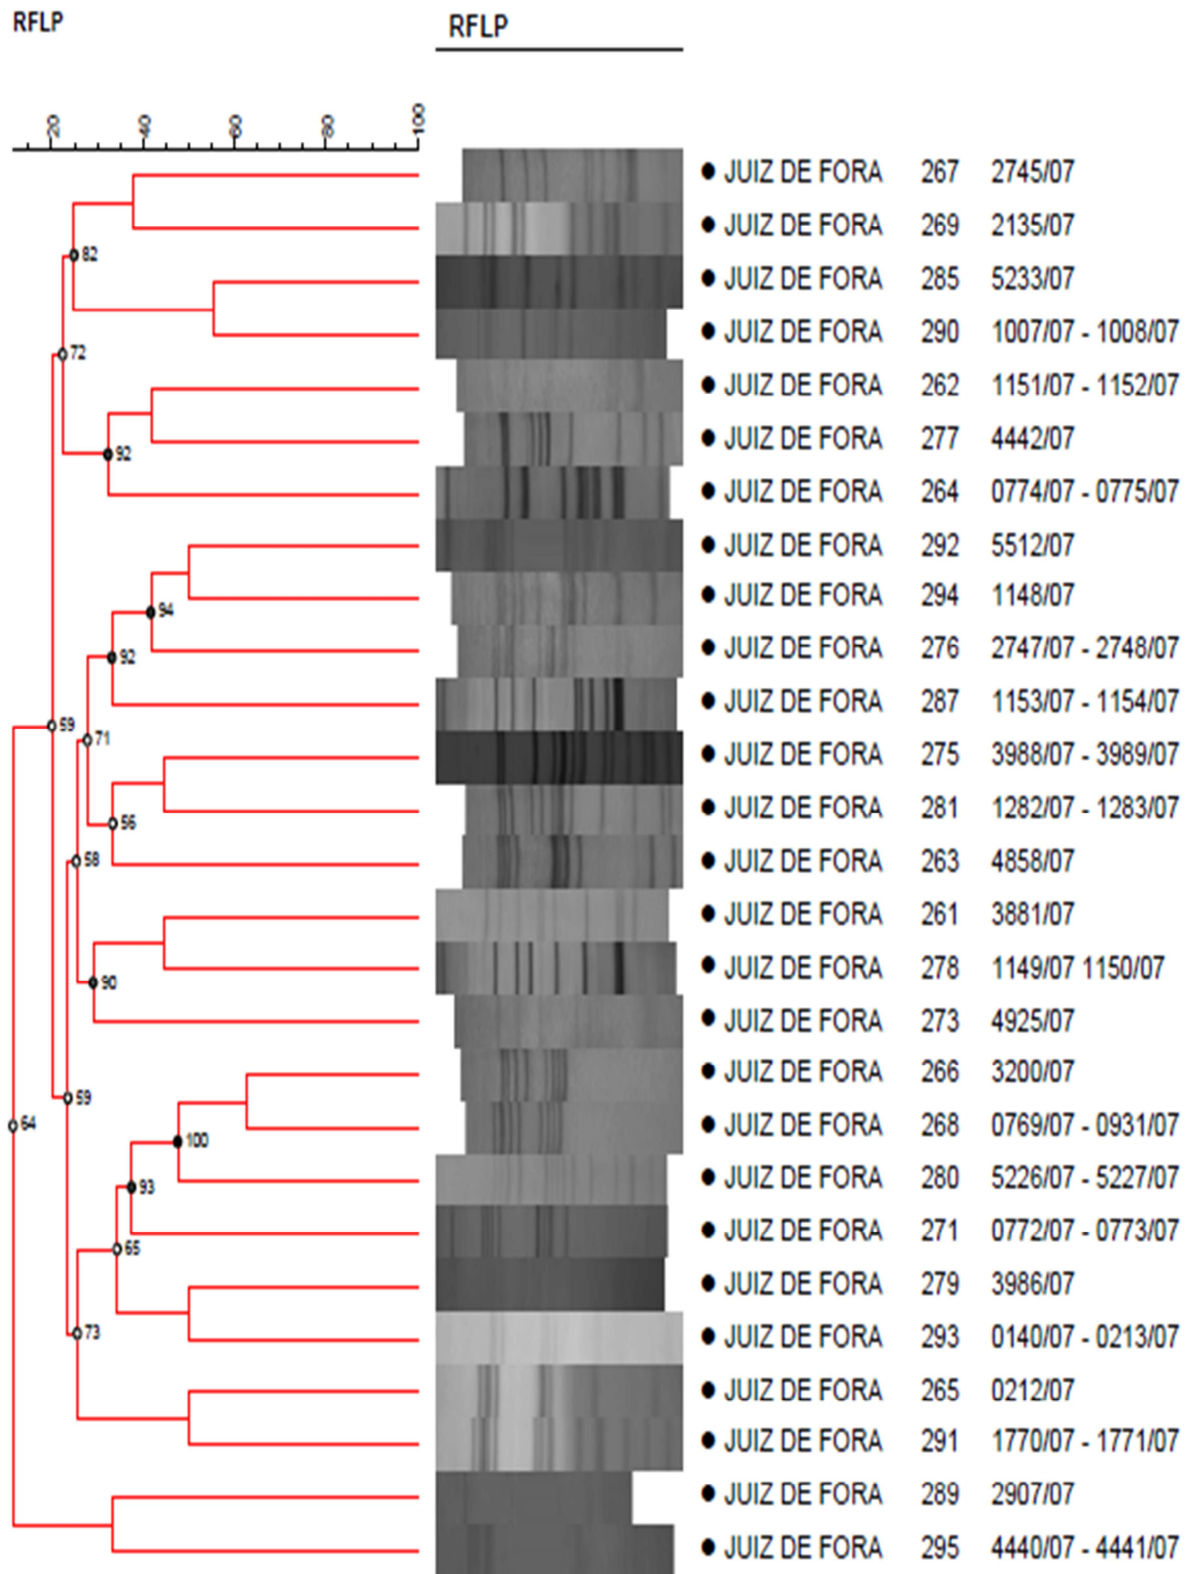 RFLP RFLP
20 40 60 80 100
JUIZ DE FORA 267 2745/07
JUIZ DE FORA 269 2135/07
82
JUIZ DE FORA 285 5233/07
JUIZ DE FORA 290 1007/07 - 1008/07
72
JUIZ DE FORA 262 1151/07 - 1152/07
JUIZ DE FORA 277 4442/07
92
JUIZ DE FORA 264 0774/07 - 0775/07
JUIZ DE FORA 292 5512/07
JUIZ DE FORA 294 1148/07
94
JUIZ DE FORA 276 2747/07 - 2748/07
92
JUIZ DE FORA 287 1153/07 - 1154/07
59
71
JUIZ DE FORA 275 3988/07 - 3989/07
JUIZ DE FORA 281 1282/07 - 1283/07
56
58
JUIZ DE FORA 263 4858/07
JUIZ DE FORA 261 3881/07
JUIZ DE FORA 278 1149/07 1150/07
90
JUIZ DE FORA 273 4925/07
JUIZ DE FORA 266 3200/07
59
64
JUIZ DE FORA 268 0769/07 - 0931/07
100
JUIZ DE FORA 280 5226/07 - 5227/07
93
JUIZ DE FORA 271 0772/07 - 0773/07
65
JUIZ DE FORA 279 3986/07
73
JUIZ DE FORA 293 0140/07 - 0213/07
JUIZ DE FORA 265 0212/07
JUIZ DE FORA 291 1770/07 - 1771/07
JUIZ DE FORA 289 2907/07
JUIZ DE FORA 295 4440/07 - 4441/07